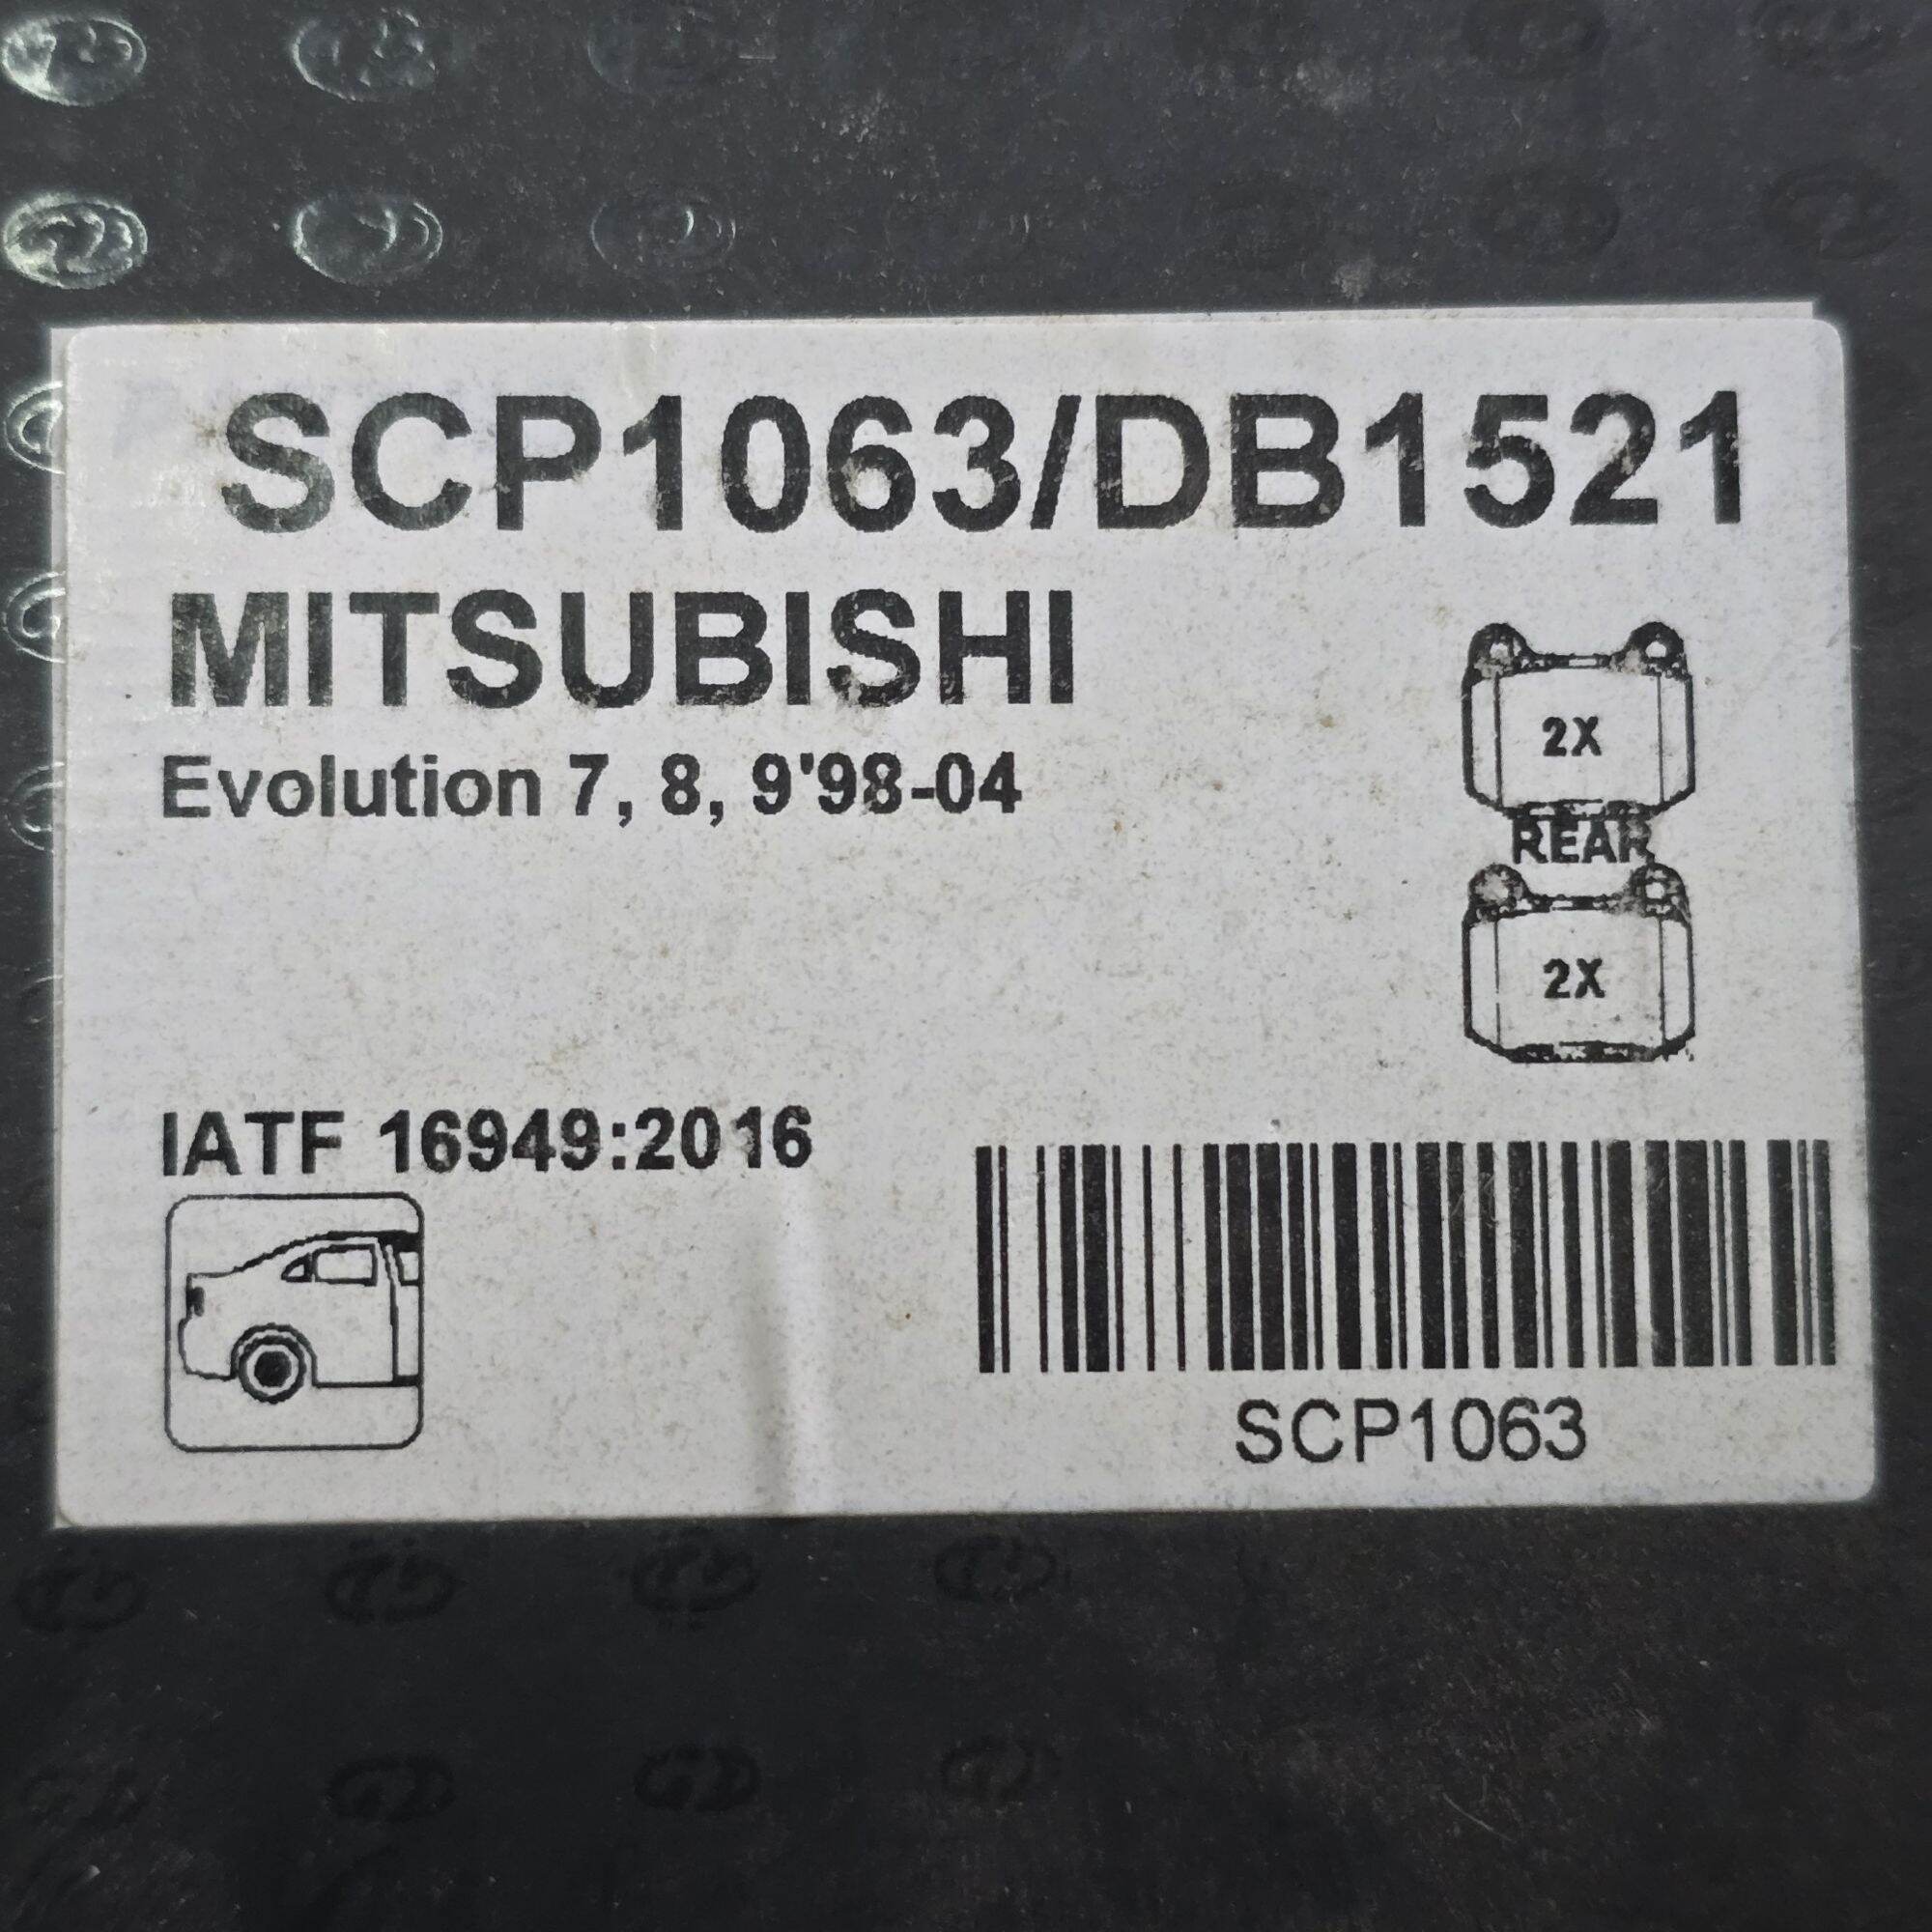 SCP1063/DB1521
MITSUBISHI
Evolution 7, 8, 9'98-04
2X
REAR
2X
IATF 16949:2016
SCP1063